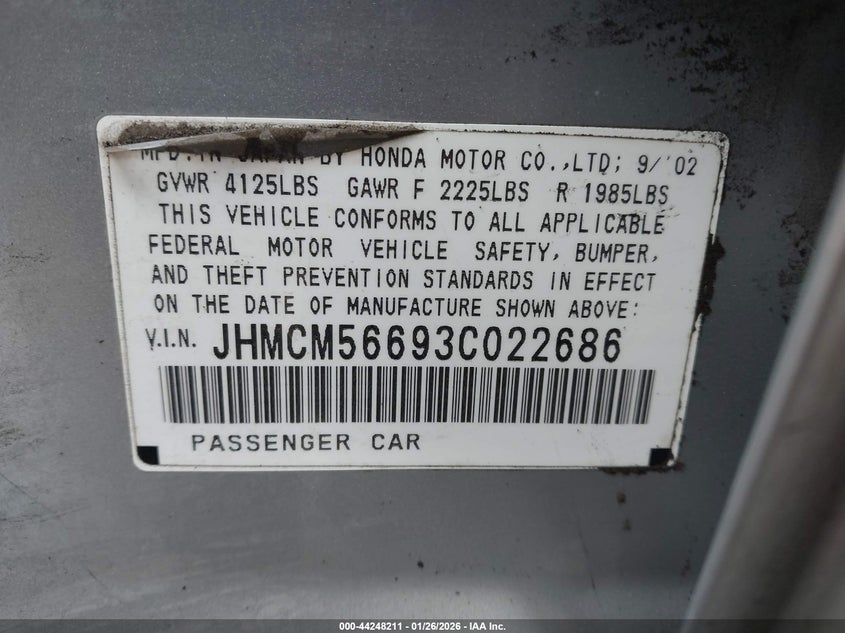 MFD. IN JAPAN BY HONDA MOTOR CO.,LTD; 9/'02
GVWR 4125LBS GAWR F 2225LBS R 1985LBS
THIS VEHICLE CONFORMS TO ALL APPLICABLE
FEDERAL MOTOR VEHICLE SAFETY, BUMPER,
AND THEFT PREVENTION STANDARDS IN EFFECT
ON THE DATE OF MANUFACTURE SHOWN ABOVE:
V.I.N. JHMCM56693C022686
PASSENGER CAR
000-44248211 - 01/26/2026 - IAA Inc.